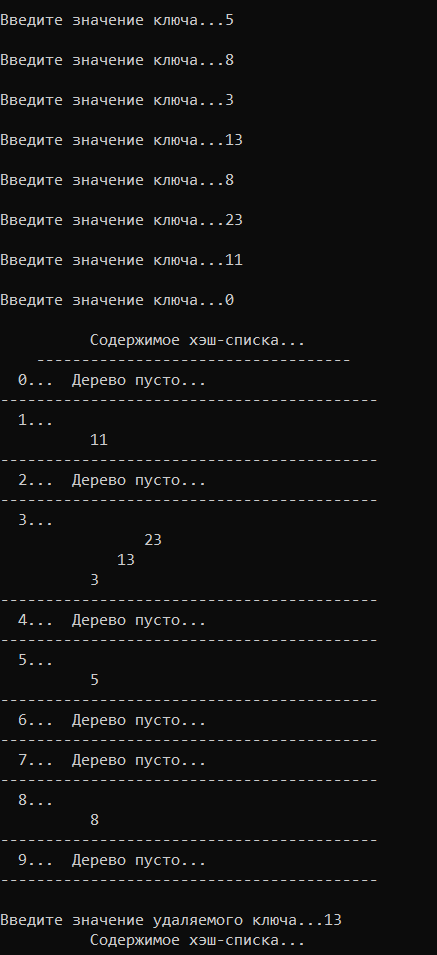 Введите значение ключа...5
Введите значение ключа...8
Введите значение ключа...3
Введите значение ключа...13
Введите значение ключа...8
Введите значение ключа...23
Введите значение ключа...11
Введите значение ключа...0
Содержимое хэш-списка...
-----------------------------------
0...  Дерево пусто...
------------------------------------------
1...
11
------------------------------------------
2...  Дерево пусто...
------------------------------------------
3...
23
13
3
------------------------------------------
4...  Дерево пусто...
------------------------------------------
5...
5
------------------------------------------
6...  Дерево пусто...
------------------------------------------
7...  Дерево пусто...
------------------------------------------
8...
8
------------------------------------------
9...  Дерево пусто...
------------------------------------------
Введите значение удаляемого ключа...13
Содержимое хэш-списка...